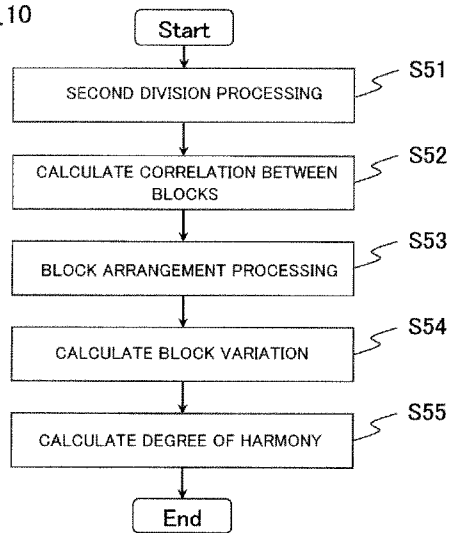 .10
Start
SECOND DIVISION PROCESSING
S51
CALCULATE CORRELATION BETWEEN
BLOCKS
S52
BLOCK ARRANGEMENT PROCESSING
S53
CALCULATE BLOCK VARIATION
S54
CALCULATE DEGREE OF HARMONY
S55
End